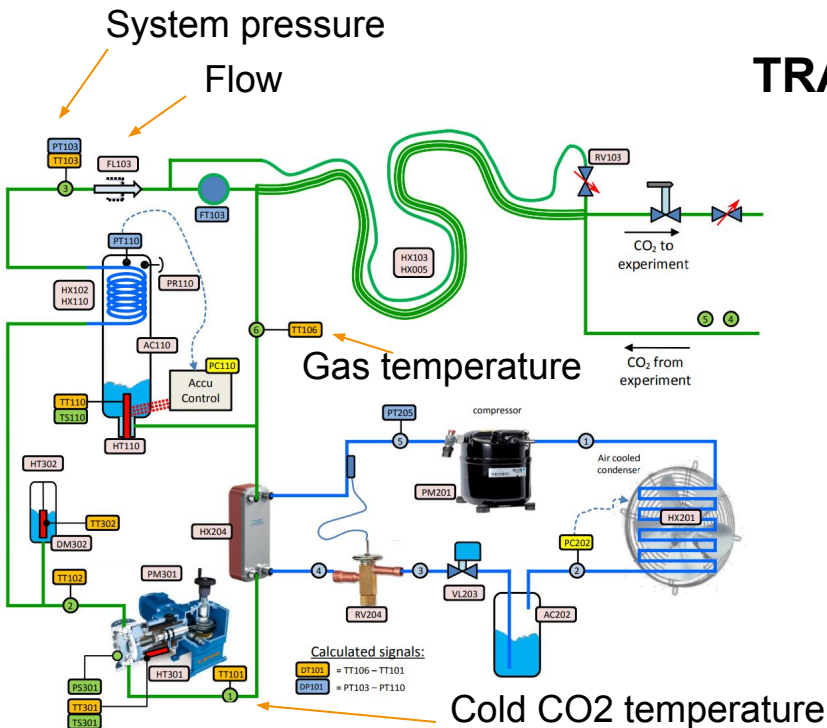 System pressure
Flow
TRA
PT103
TT103
FL103
3
FT103
RV103
PT110
PR110
HX102
HX110
HX103
HX005
CO₂ to
experiment
5
4
6
TT106
AC110
PC110
Accu
Control
Gas temperature
CO₂ from
experiment
TT110
TS110
HT110
PT205
compressor
5
1
Air cooled
condenser
HT302
TT302
DM302
HX204
PM201
HX201
PC202
TT102
PM301
4
3
2
2
RV204
VL203
AC202
HT301
TT101
Calculated signals:
DT101 = TT106 – TT101
DP101 = PT103 – PT110
PS301
TT301
TS301
1
Cold CO2 temperature